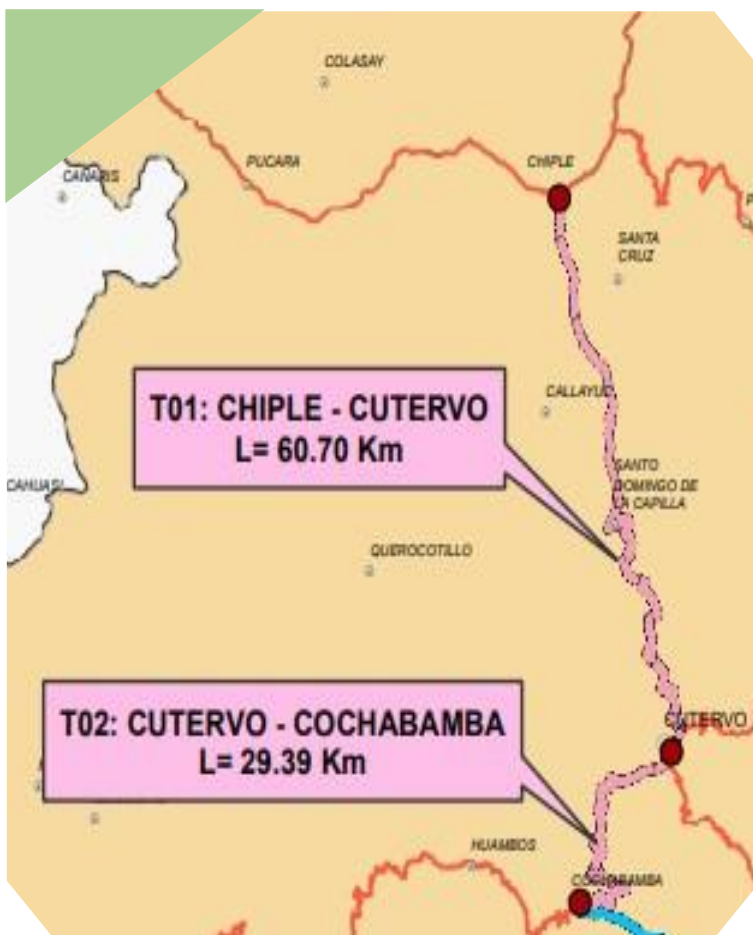 COLASAY
PUCARA
CHIPLE
CAÑARIS
SANTA
CRUZ
T01: CHIPLE - CUTERVO
L= 60.70 Km
CALLAYUC
SANTO
DOMINGO DE
LA CAPILLA
CAHUASI
QUEROCOTILLO
T02: CUTERVO - COCHABAMBA
L= 29.39 Km
CUTERVO
HUAMBOS
COCHABAMBA